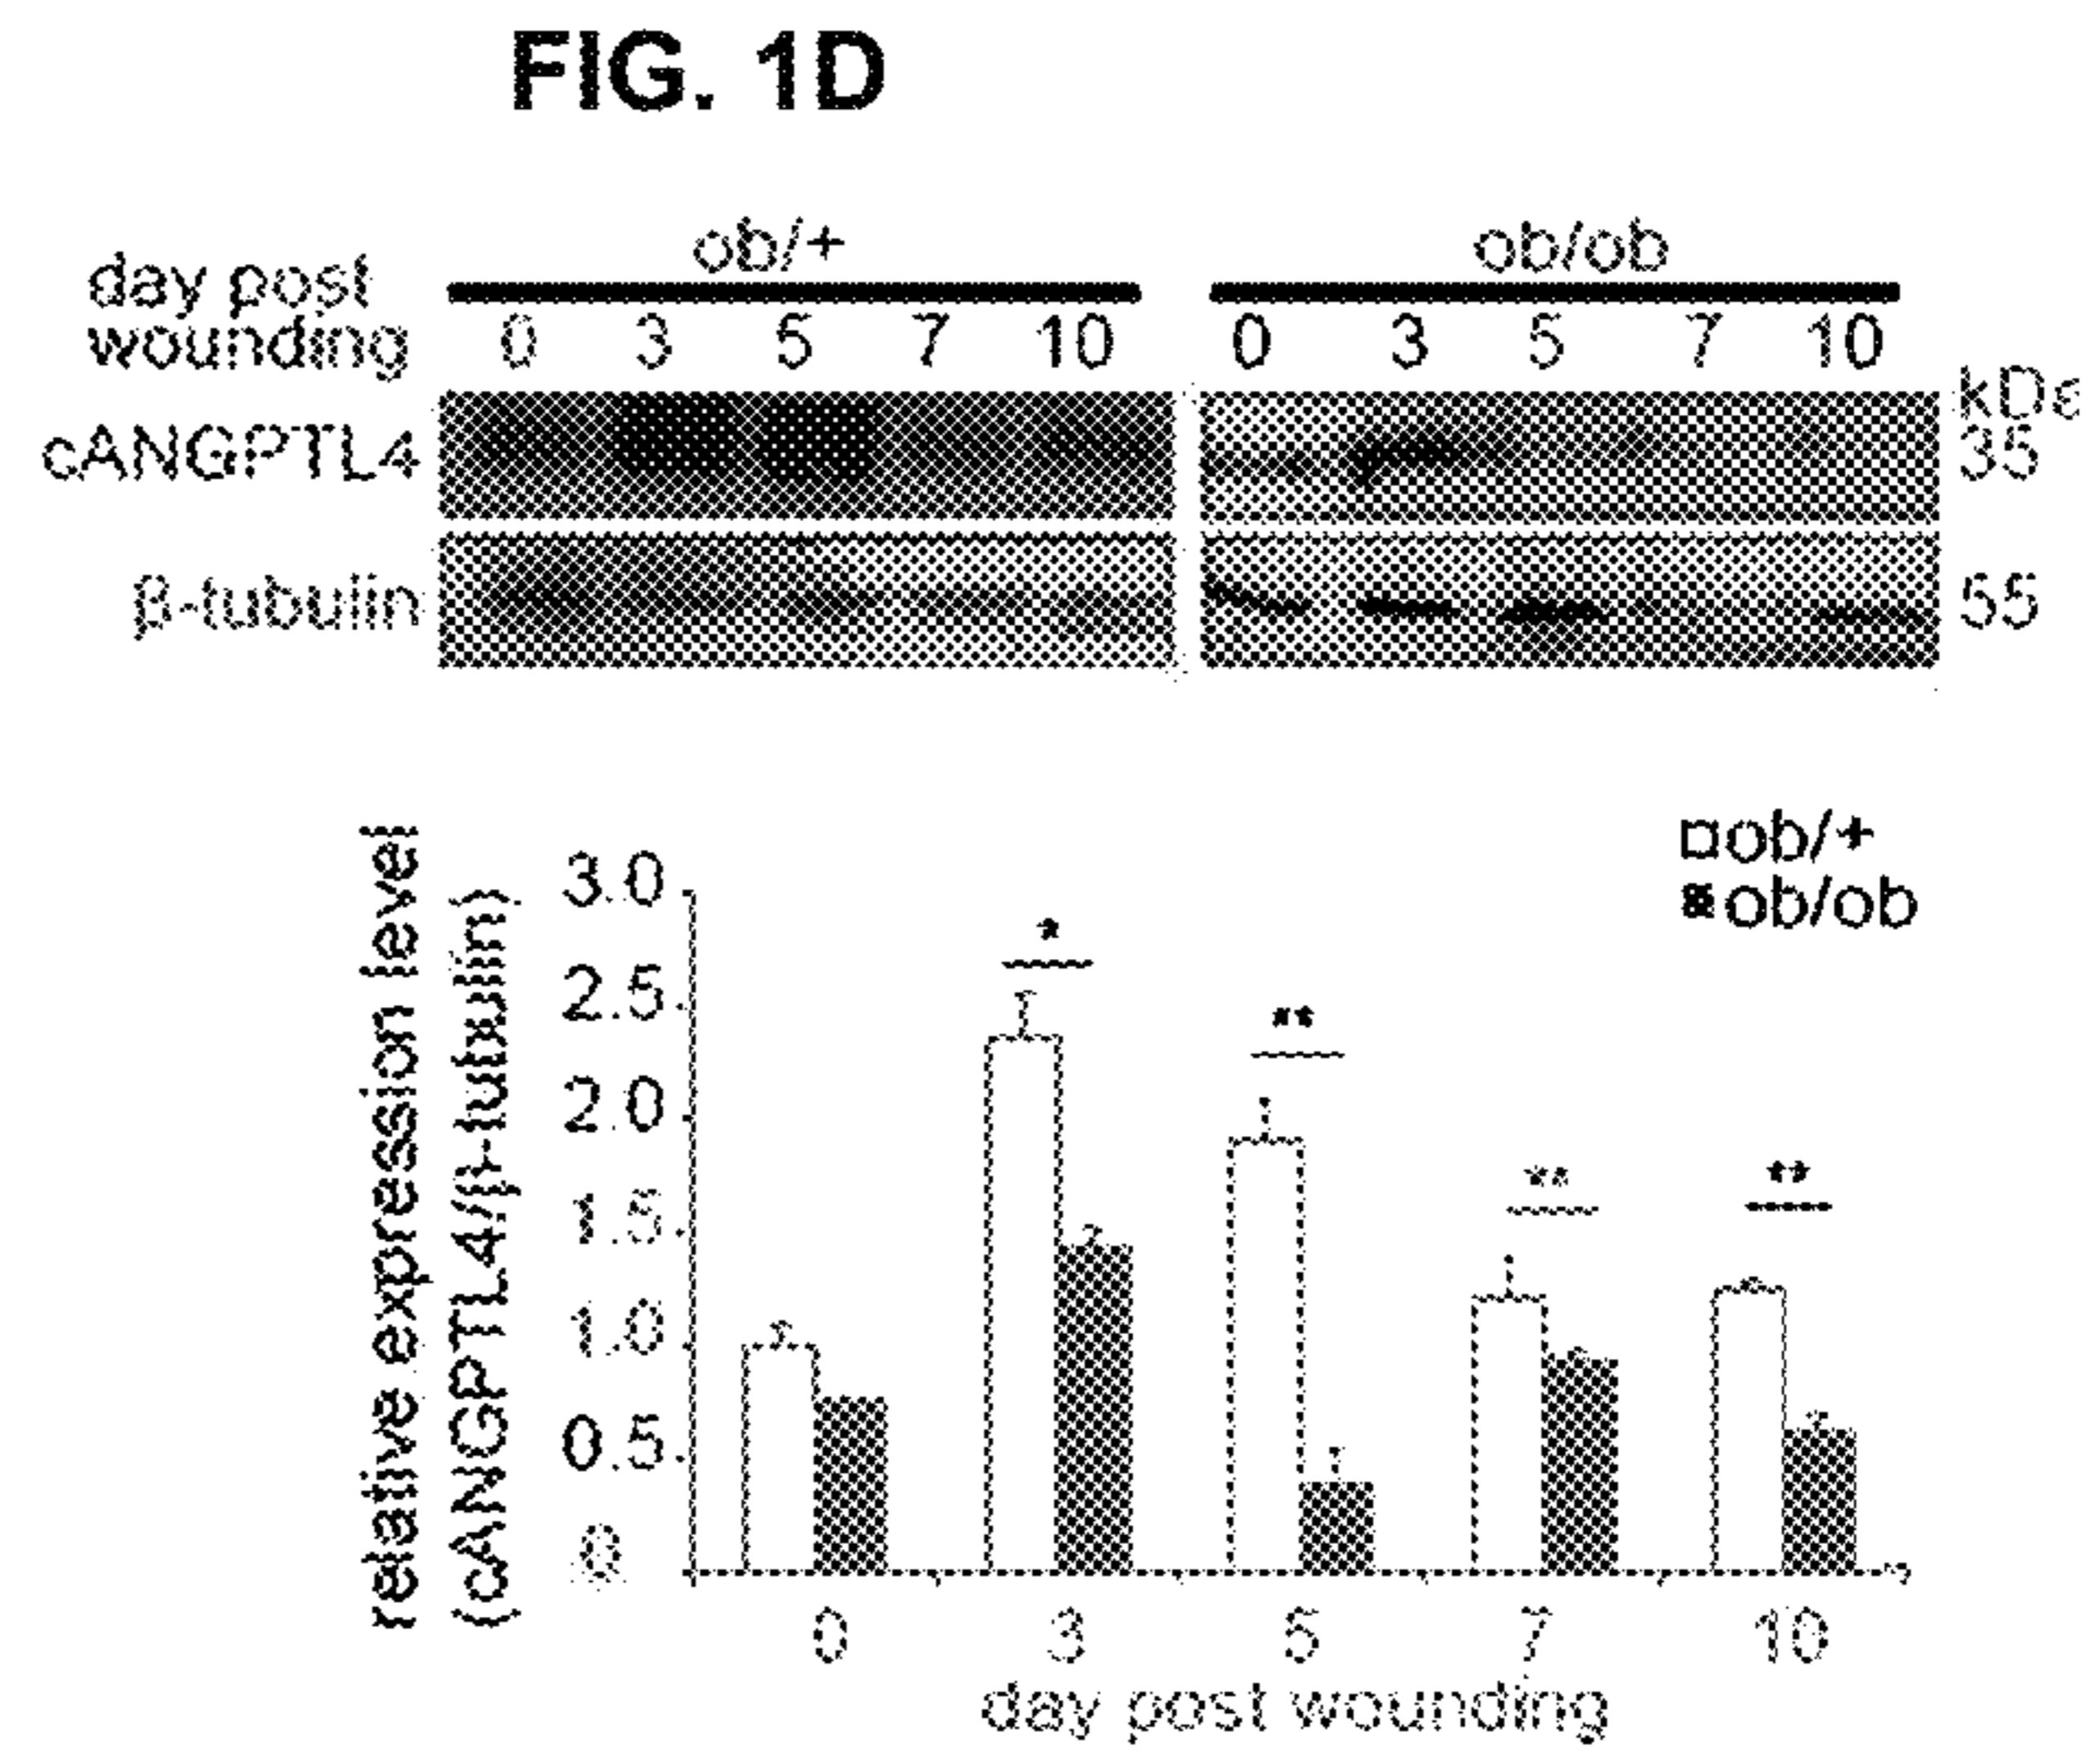 FIG. 1D
ob/+ ob/ob
day post
wounding 0 3 5 7 10 0 3 5 7 10
cANGPTL4 35
β-tubulin 55
□ob/+
ob/ob
relative expression level
(cANGPTL4/β-tubulin)
3.0
2.5
2.0
1.5
1.0
0.5
0
*
**
**
**
0 3 5 7 10
day post wounding